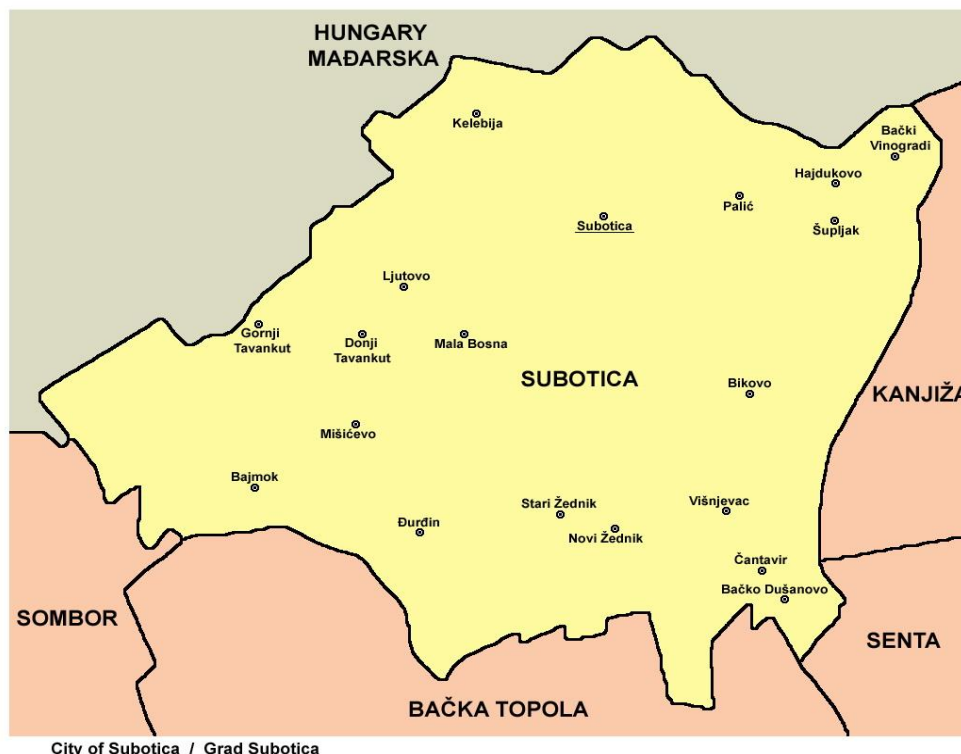 HUNGARY
MAĐARSKA
Kelebija
Bački
Vinogradi
Hajdukovo
Palić
Subotica
Šupljak
Ljutovo
Gornji
Tavankut
Donji
Tavankut
Mala Bosna
SUBOTICA
Bikovo
KANJIŽA
Mišićevo
Bajmok
Stari Žednik
Višnjevac
Đurđin
Novi Žednik
Čantavir
Bačko Dušanovo
SOMBOR
SENTA
BAČKA TOPOLA
City of Subotica / Grad Subotica